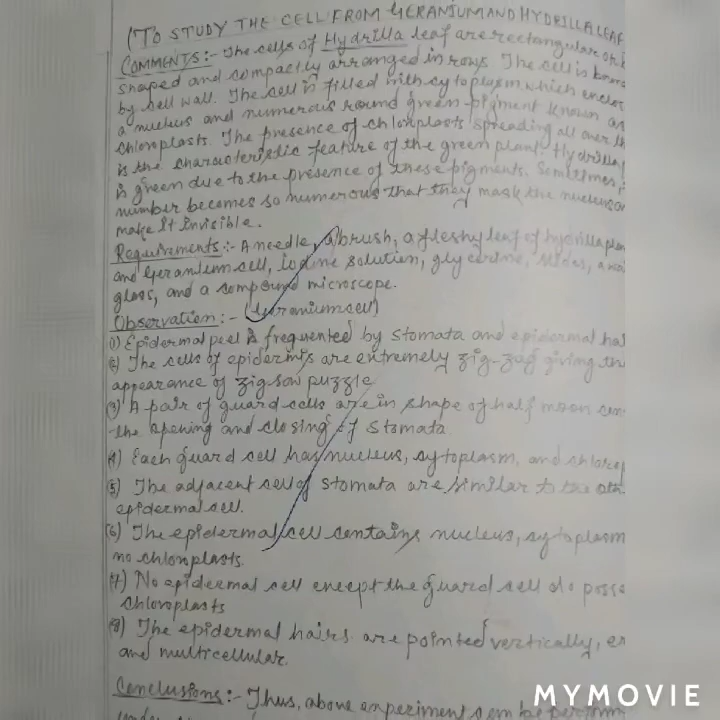 (TO STUDY THE CELL FROM GERANIUM AND HYDRILLA LEAF
COMMENTS:- The cells of Hydrilla leaf are rectangular or
shaped and compactly arranged in rows. The cell is
by cell wall. The cell is filled with cytoplasm which
a nucleus and numerous round green-pigment known as
chloroplasts. The presence of chloroplasts spreading all over
is the characteristic feature of the green plant. Hydrilla
is green due to the presence of these pigments. Sometimes,
number becomes so numerous that they mask the nucleus
make it invisible.
Requirements:- A needle, a brush, a fleshy leaf of hydrilla
and Geranium cell, iodine solution, glycerine, slides, a
glass, and a compound microscope.
Observation:- (Geranium cell)
(1) Epidermal peel is frequented by stomata and epidermal
(2) The cells of epidermis are extremely zig-zag giving
appearance of zigsaw puzzle
(3) A pair of guard cells are in shape of half moon
the opening and closing of stomata
(4) Each guard cell has nucleus, cytoplasm, and
(5) The adjacent cell of stomata are similar to the
epidermal cell.
(6) The epidermal cell contains nucleus, cytoplasm
no chloroplasts.
(7) No epidermal cell except the guard cell do
chloroplasts
(8) The epidermal hairs are pointed vertically,
and multicellular.
Conclusions:- Thus, above experiment can be
MYMOVIE